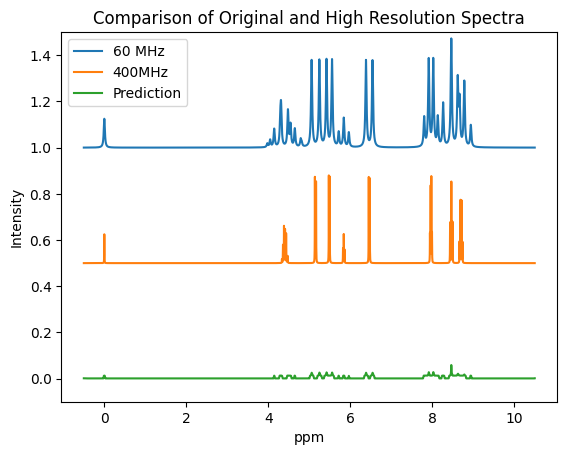 Comparison of Original and High Resolution Spectra
60 MHz
400MHz
Prediction
1.4
1.2
1.0
0.8
0.6
0.4
0.2
0.0
Intensity
0 2 4 6 8 10
ppm